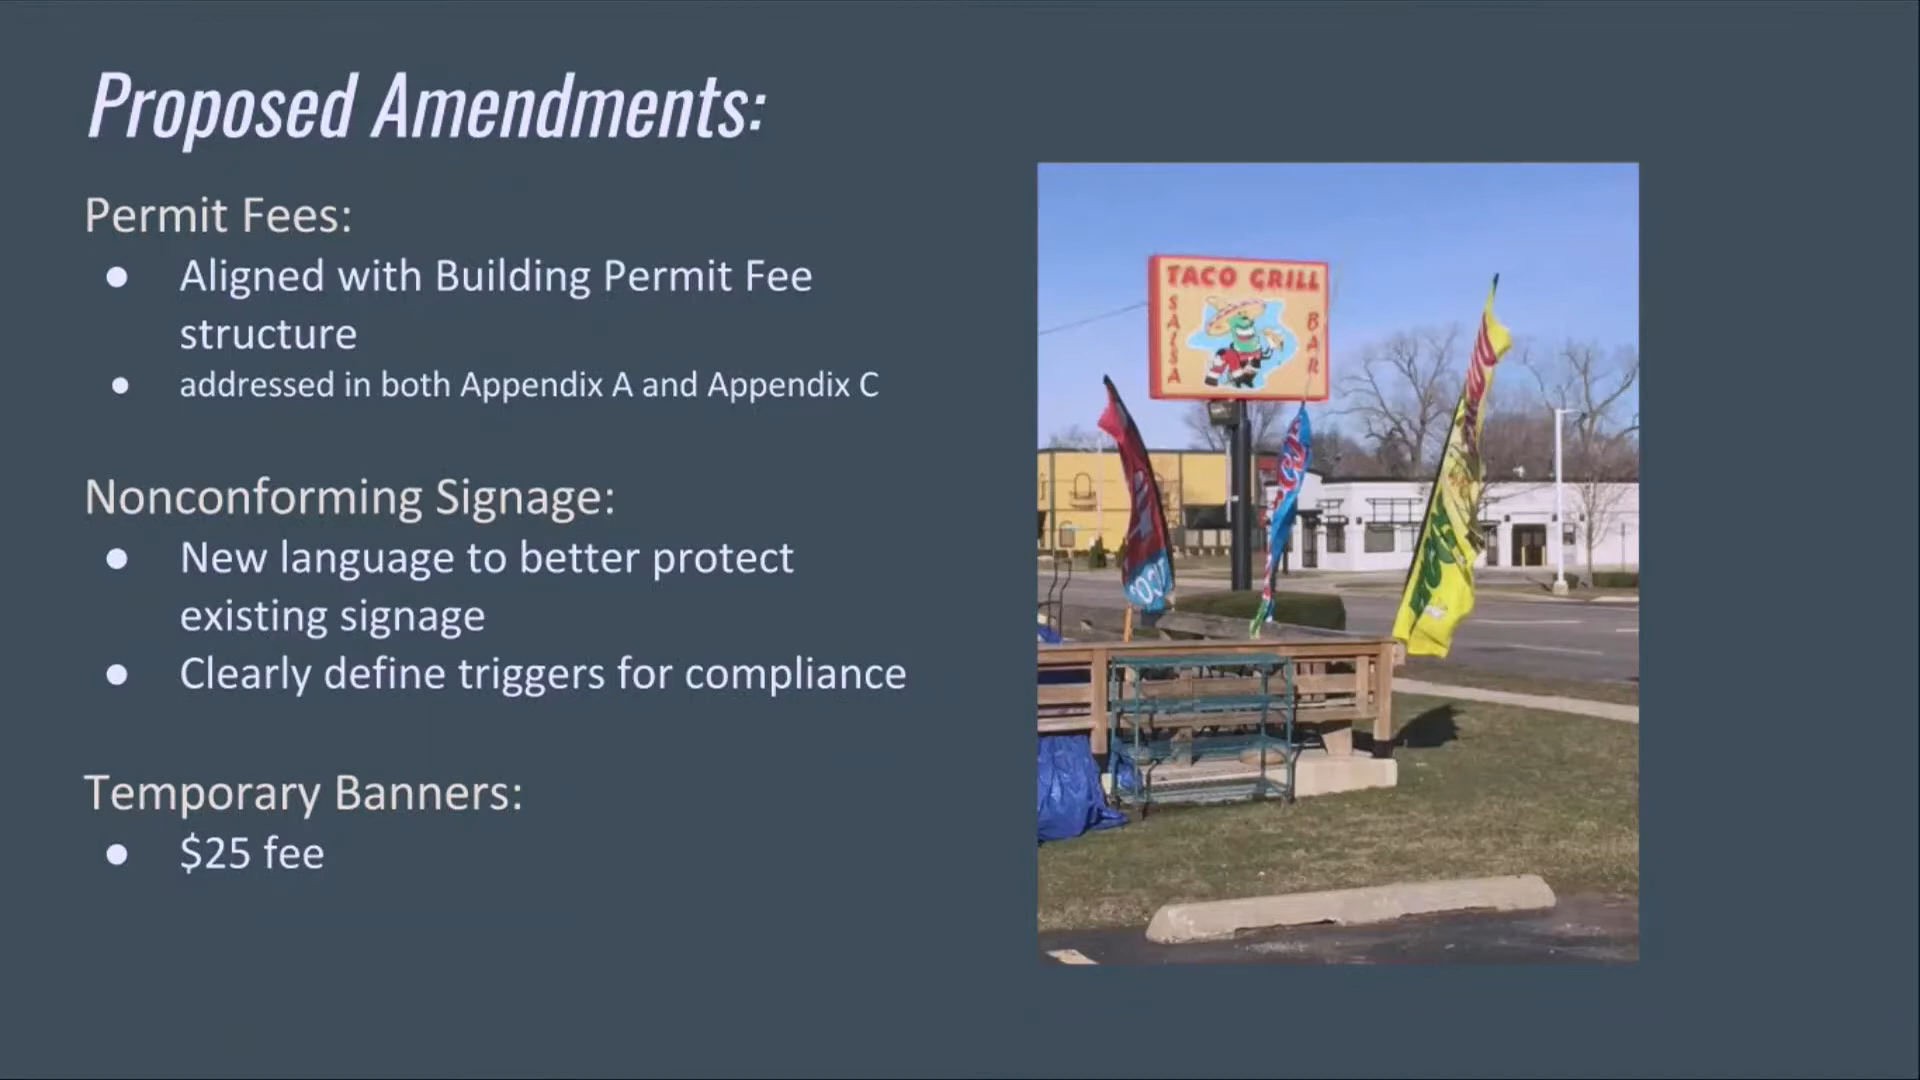 Proposed Amendments:
Permit Fees:
● Aligned with Building Permit Fee
structure
● addressed in both Appendix A and Appendix C
Nonconforming Signage:
● New language to better protect
existing signage
● Clearly define triggers for compliance
Temporary Banners:
● $25 fee
TACO GRILL
SALSA
BAR